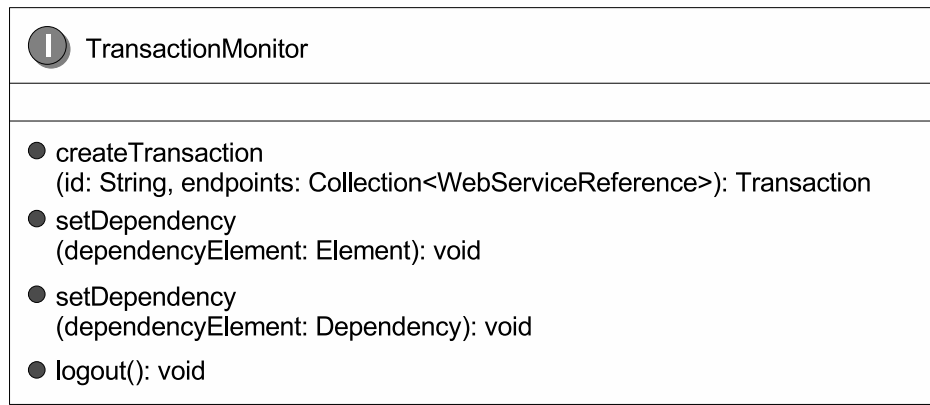 I TransactionMonitor
createTransaction
(id: String, endpoints: Collection<WebServiceReference>): Transaction
setDependency
(dependencyElement: Element): void
setDependency
(dependencyElement: Dependency): void
logout(): void